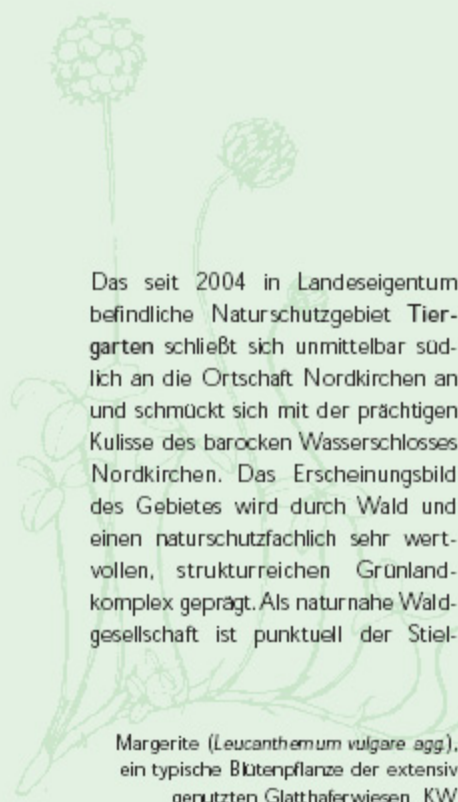 Das seit 2004 in Landeseigentum
befindliche Naturschutzgebiet Tier-
garten schließt sich unmittelbar süd-
lich an die Ortschaft Nordkirchen an
und schmückt sich mit der prächtigen
Kulisse des barocken Wasserschlosses
Nordkirchen. Das Erscheinungsbild
des Gebietes wird durch Wald und
einen naturschutzfachlich sehr wert-
vollen, strukturreichen Grünland-
komplex geprägt. Als naturnahe Wald-
gesellschaft ist punktuell der Stiel-
Margerite (Leucanthemum vulgare agg.),
ein typische Blütenpflanze der extensiv
genutzten Glatthaferwiesen. KW